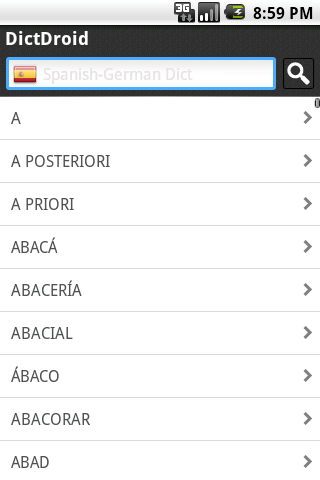 3G 8:59 PM
DictDroid
Spanish-German Dict
A
A POSTERIORI
A PRIORI
ABACÁ
ABACERÍA
ABACIAL
ÁBACO
ABACORAR
ABAD